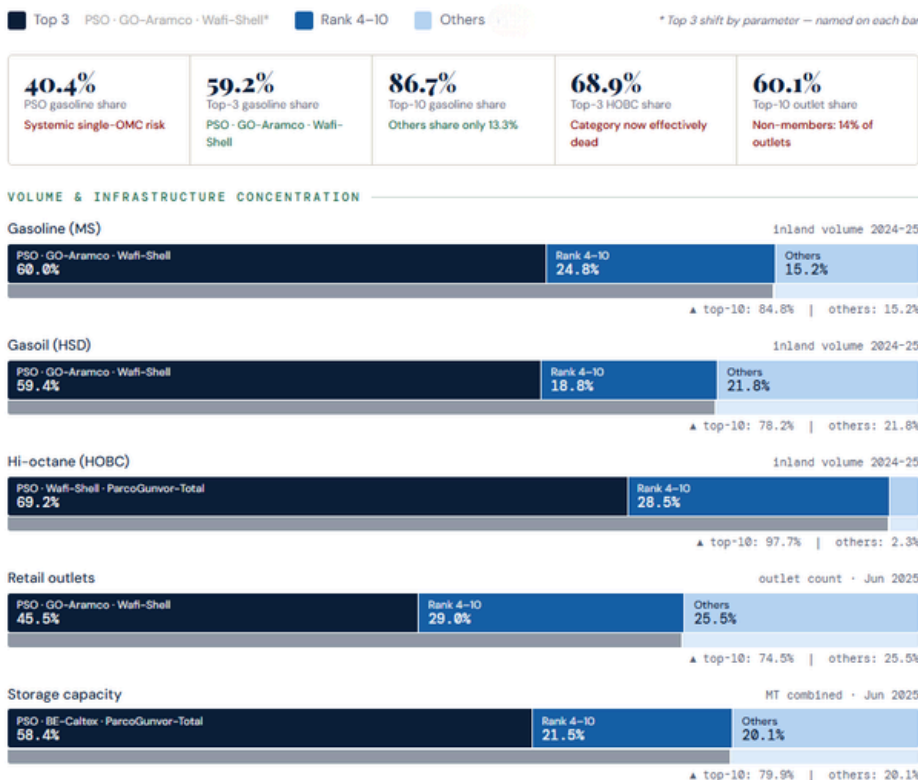 Top 3 PSO · GO-Aramco · Wafi-Shell* Rank 4–10 Others * Top 3 shift by parameter — named on each bar
40.4%
PSO gasoline share
Systemic single-OMC risk
59.2%
Top-3 gasoline share
PSO · GO-Aramco · Wafi-
Shell
86.7%
Top-10 gasoline share
Others share only 13.3%
68.9%
Top-3 HOBC share
Category now effectively
dead
60.1%
Top-10 outlet share
Non-members: 14% of
outlets
VOLUME & INFRASTRUCTURE CONCENTRATION
Gasoline (MS) inland volume 2024-25
PSO · GO-Aramco · Wafi-Shell Rank 4–10 Others
60.0% 24.8% 15.2%
▲ top-10: 84.8% | others: 15.2%
Gasoil (HSD) inland volume 2024-25
PSO · GO-Aramco · Wafi-Shell Rank 4–10 Others
59.4% 18.8% 21.8%
▲ top-10: 78.2% | others: 21.8%
Hi-octane (HOBC) inland volume 2024-25
PSO · Wafi-Shell · ParcoGunvor-Total Rank 4–10
69.2% 28.5%
▲ top-10: 97.7% | others: 2.3%
Retail outlets outlet count · Jun 2025
PSO · GO-Aramco · Wafi-Shell Rank 4–10 Others
45.5% 29.0% 25.5%
▲ top-10: 74.5% | others: 25.5%
Storage capacity MT combined · Jun 2025
PSO · BE-Caltex · ParcoGunvor-Total Rank 4–10 Others
58.4% 21.5% 20.1%
▲ top-10: 79.9% | others: 20.1%